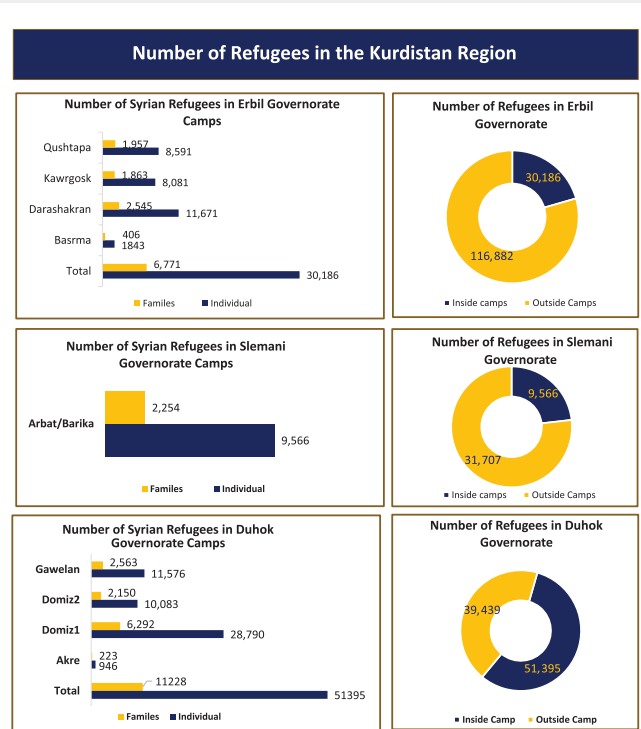 Number of Refugees in the Kurdistan Region
Number of Syrian Refugees in Erbil Governorate
Camps
Qushtapa
1,957
8,591
Kawrgosk
1,863
8,081
Darashakran
2,545
11,671
Basrma
406
1843
Total
6,771
30,186
Familes
Individual
Number of Refugees in Erbil
Governorate
30,186
116,882
Inside camps
Outside Camps
Number of Syrian Refugees in Slemani
Governorate Camps
Arbat/Barika
2,254
9,566
Familes
Individual
Number of Refugees in Slemani
Governorate
9,566
31,707
Inside camps
Outside Camps
Number of Syrian Refugees in Duhok
Governorate Camps
Gawelan
2,563
11,576
Domiz2
2,150
10,083
Domiz1
6,292
28,790
Akre
223
946
Total
11228
51395
Familes
Individual
Number of Refugees in Duhok
Governorate
39,439
51,395
Inside Camp
Outside Camp